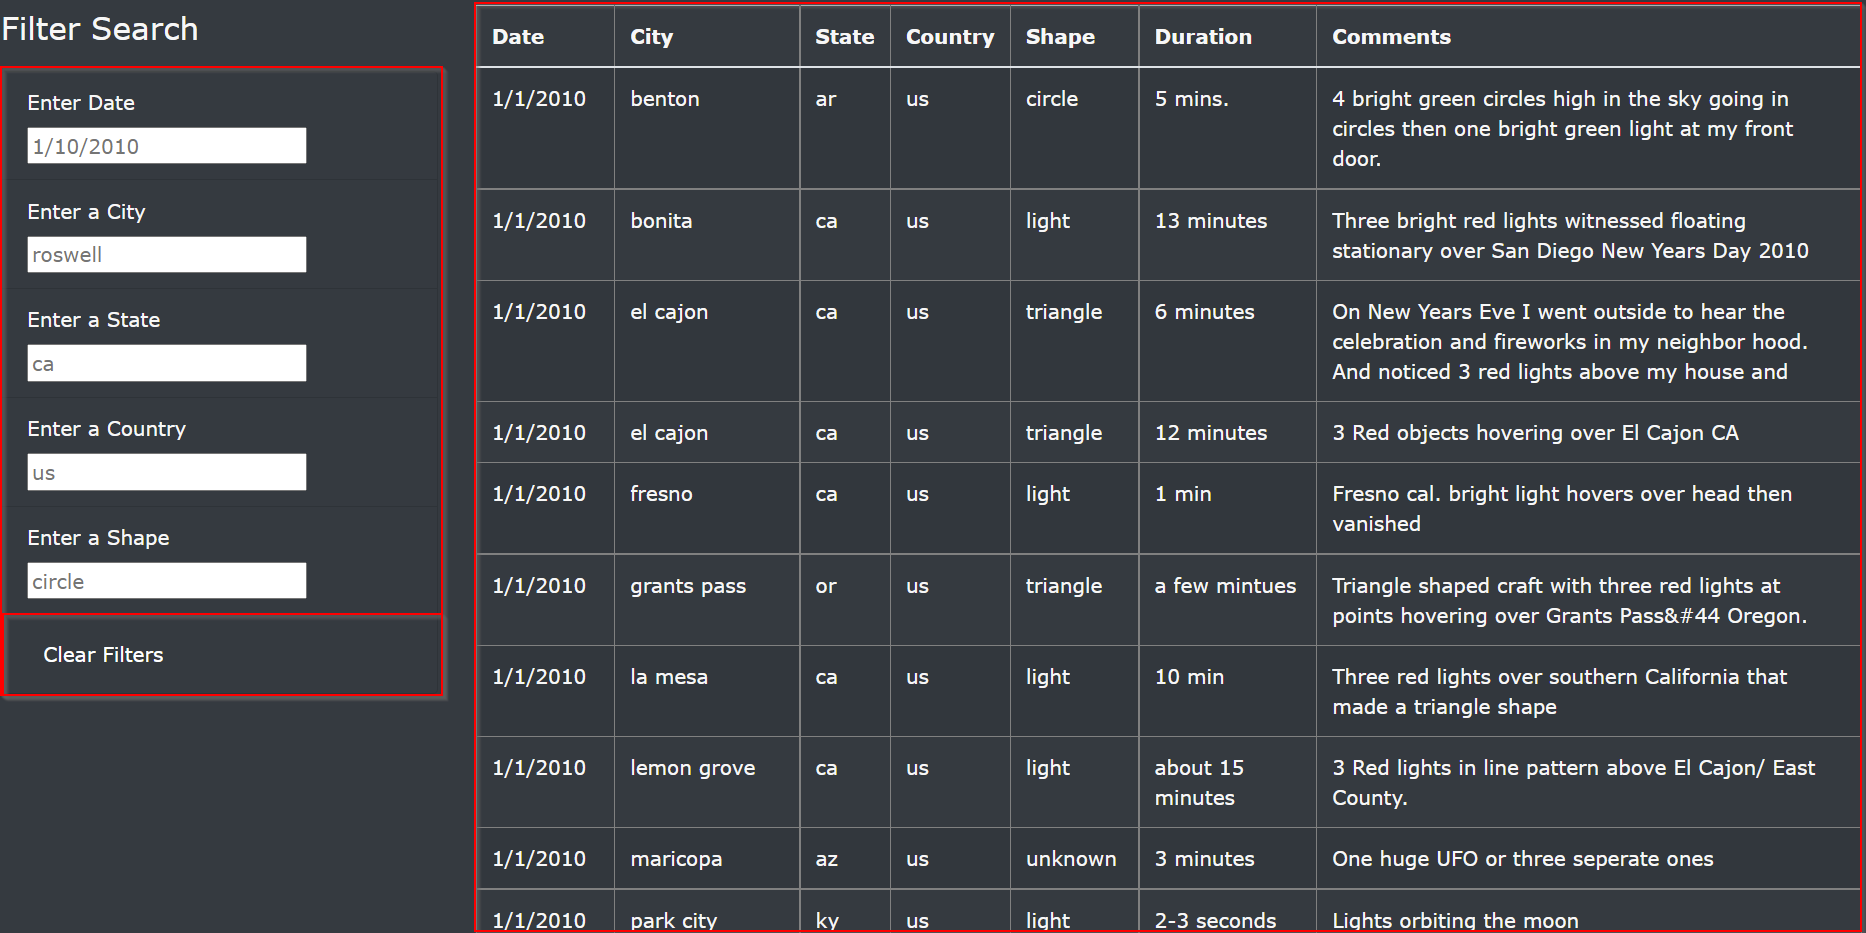 Filter Search
Enter Date
1/10/2010
Enter a City
roswell
Enter a State
ca
Enter a Country
us
Enter a Shape
circle
Clear Filters
Date City State Country Shape Duration Comments
1/1/2010 benton ar us circle 5 mins. 4 bright green circles high in the sky going in
circles then one bright green light at my front
door.
1/1/2010 bonita ca us light 13 minutes Three bright red lights witnessed floating
stationary over San Diego New Years Day 2010
1/1/2010 el cajon ca us triangle 6 minutes On New Years Eve I went outside to hear the
celebration and fireworks in my neighbor hood.
And noticed 3 red lights above my house and
1/1/2010 el cajon ca us triangle 12 minutes 3 Red objects hovering over El Cajon CA
1/1/2010 fresno ca us light 1 min Fresno cal. bright light hovers over head then
vanished
1/1/2010 grants pass or us triangle a few mintues Triangle shaped craft with three red lights at
points hovering over Grants Pass&#44 Oregon.
1/1/2010 la mesa ca us light 10 min Three red lights over southern California that
made a triangle shape
1/1/2010 lemon grove ca us light about 15 3 Red lights in line pattern above El Cajon/ East
minutes County.
1/1/2010 maricopa az us unknown 3 minutes One huge UFO or three seperate ones
1/1/2010 park city ky us light 2-3 seconds Lights orbiting the moon